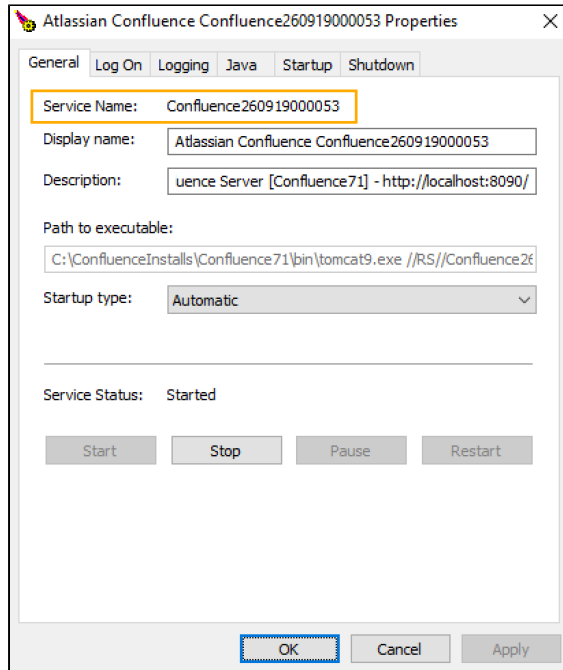 Atlassian Confluence Confluence260919000053 Properties
General Log On Logging Java Startup Shutdown
Service Name: Confluence260919000053
Display name: Atlassian Confluence Confluence260919000053
Description: uence Server [Confluence71] - http://localhost:8090/
Path to executable:
C:\ConfluenceInstalls\Confluence71\bin\tomcat9.exe //RS//Confluence26
Startup type: Automatic
Service Status: Started
Start Stop Pause Restart
OK Cancel Apply